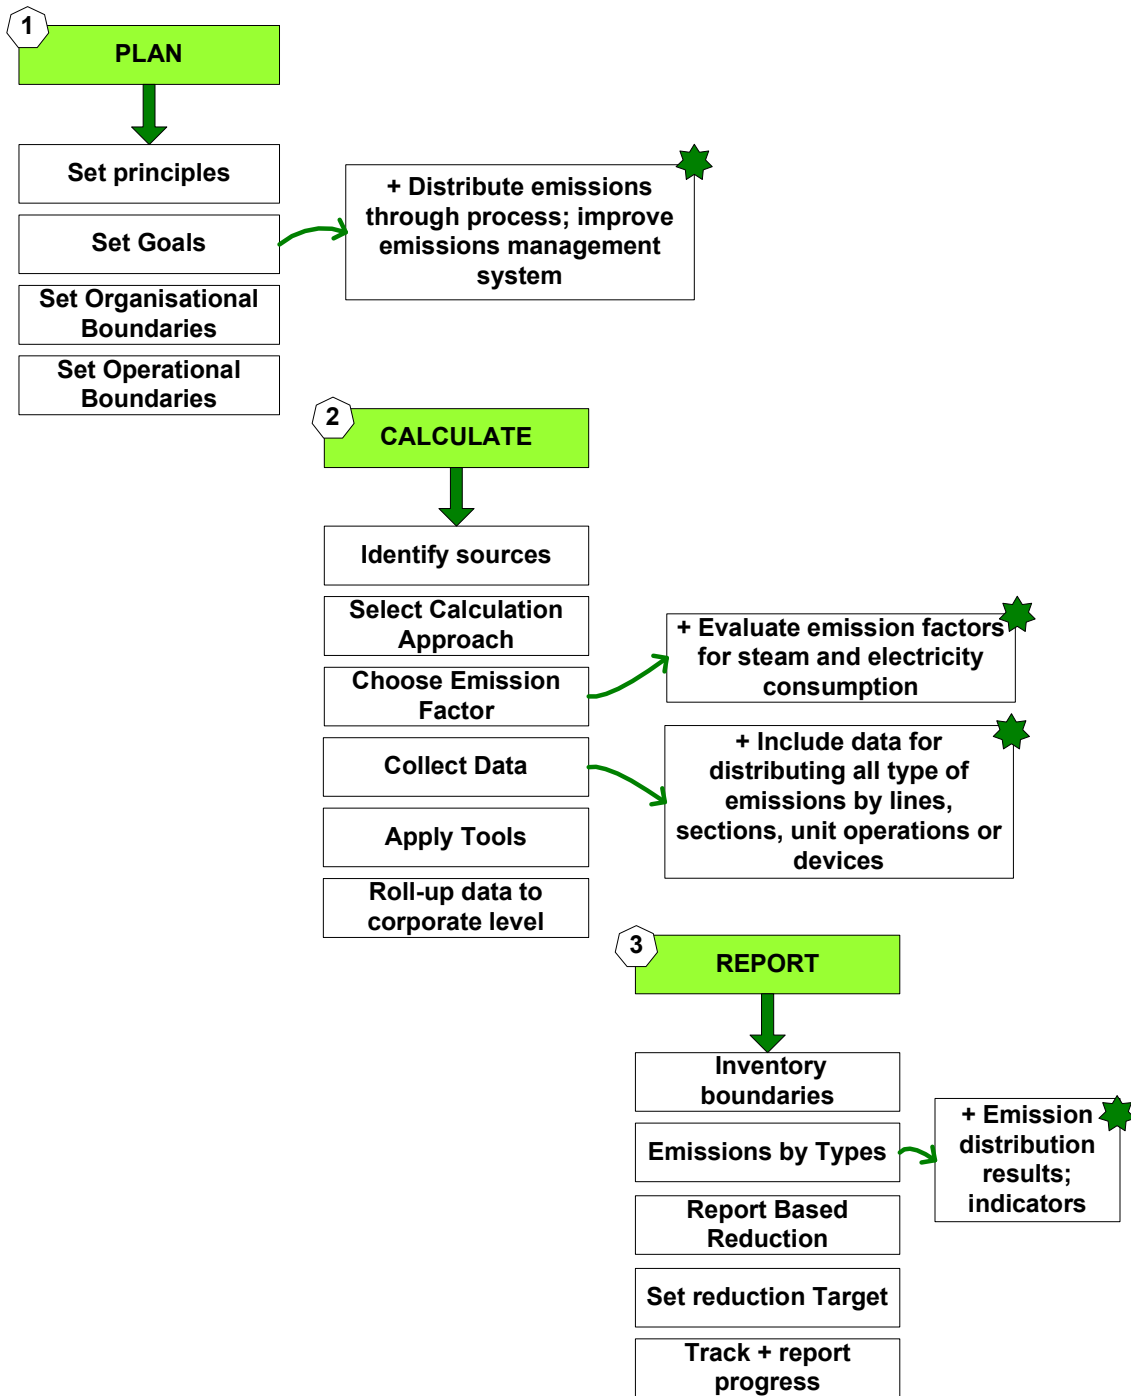 1
PLAN
Set principles
Set Goals
+ Distribute emissions
through process; improve
emissions management
system
Set Organisational
Boundaries
Set Operational
Boundaries
2
CALCULATE
Identify sources
Select Calculation
Approach
Choose Emission
Factor
+ Evaluate emission factors
for steam and electricity
consumption
Collect Data
+ Include data for
distributing all type of
emissions by lines,
sections, unit operations or
devices
Apply Tools
Roll-up data to
corporate level
3
REPORT
Inventory
boundaries
Emissions by Types
+ Emission
distribution
results;
indicators
Report Based
Reduction
Set reduction Target
Track + report
progress